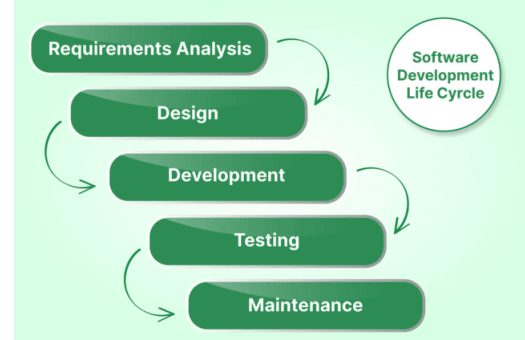 Requirements Analysis
Software
Development
Life Cyrcle
Design
Development
Testing
Maintenance